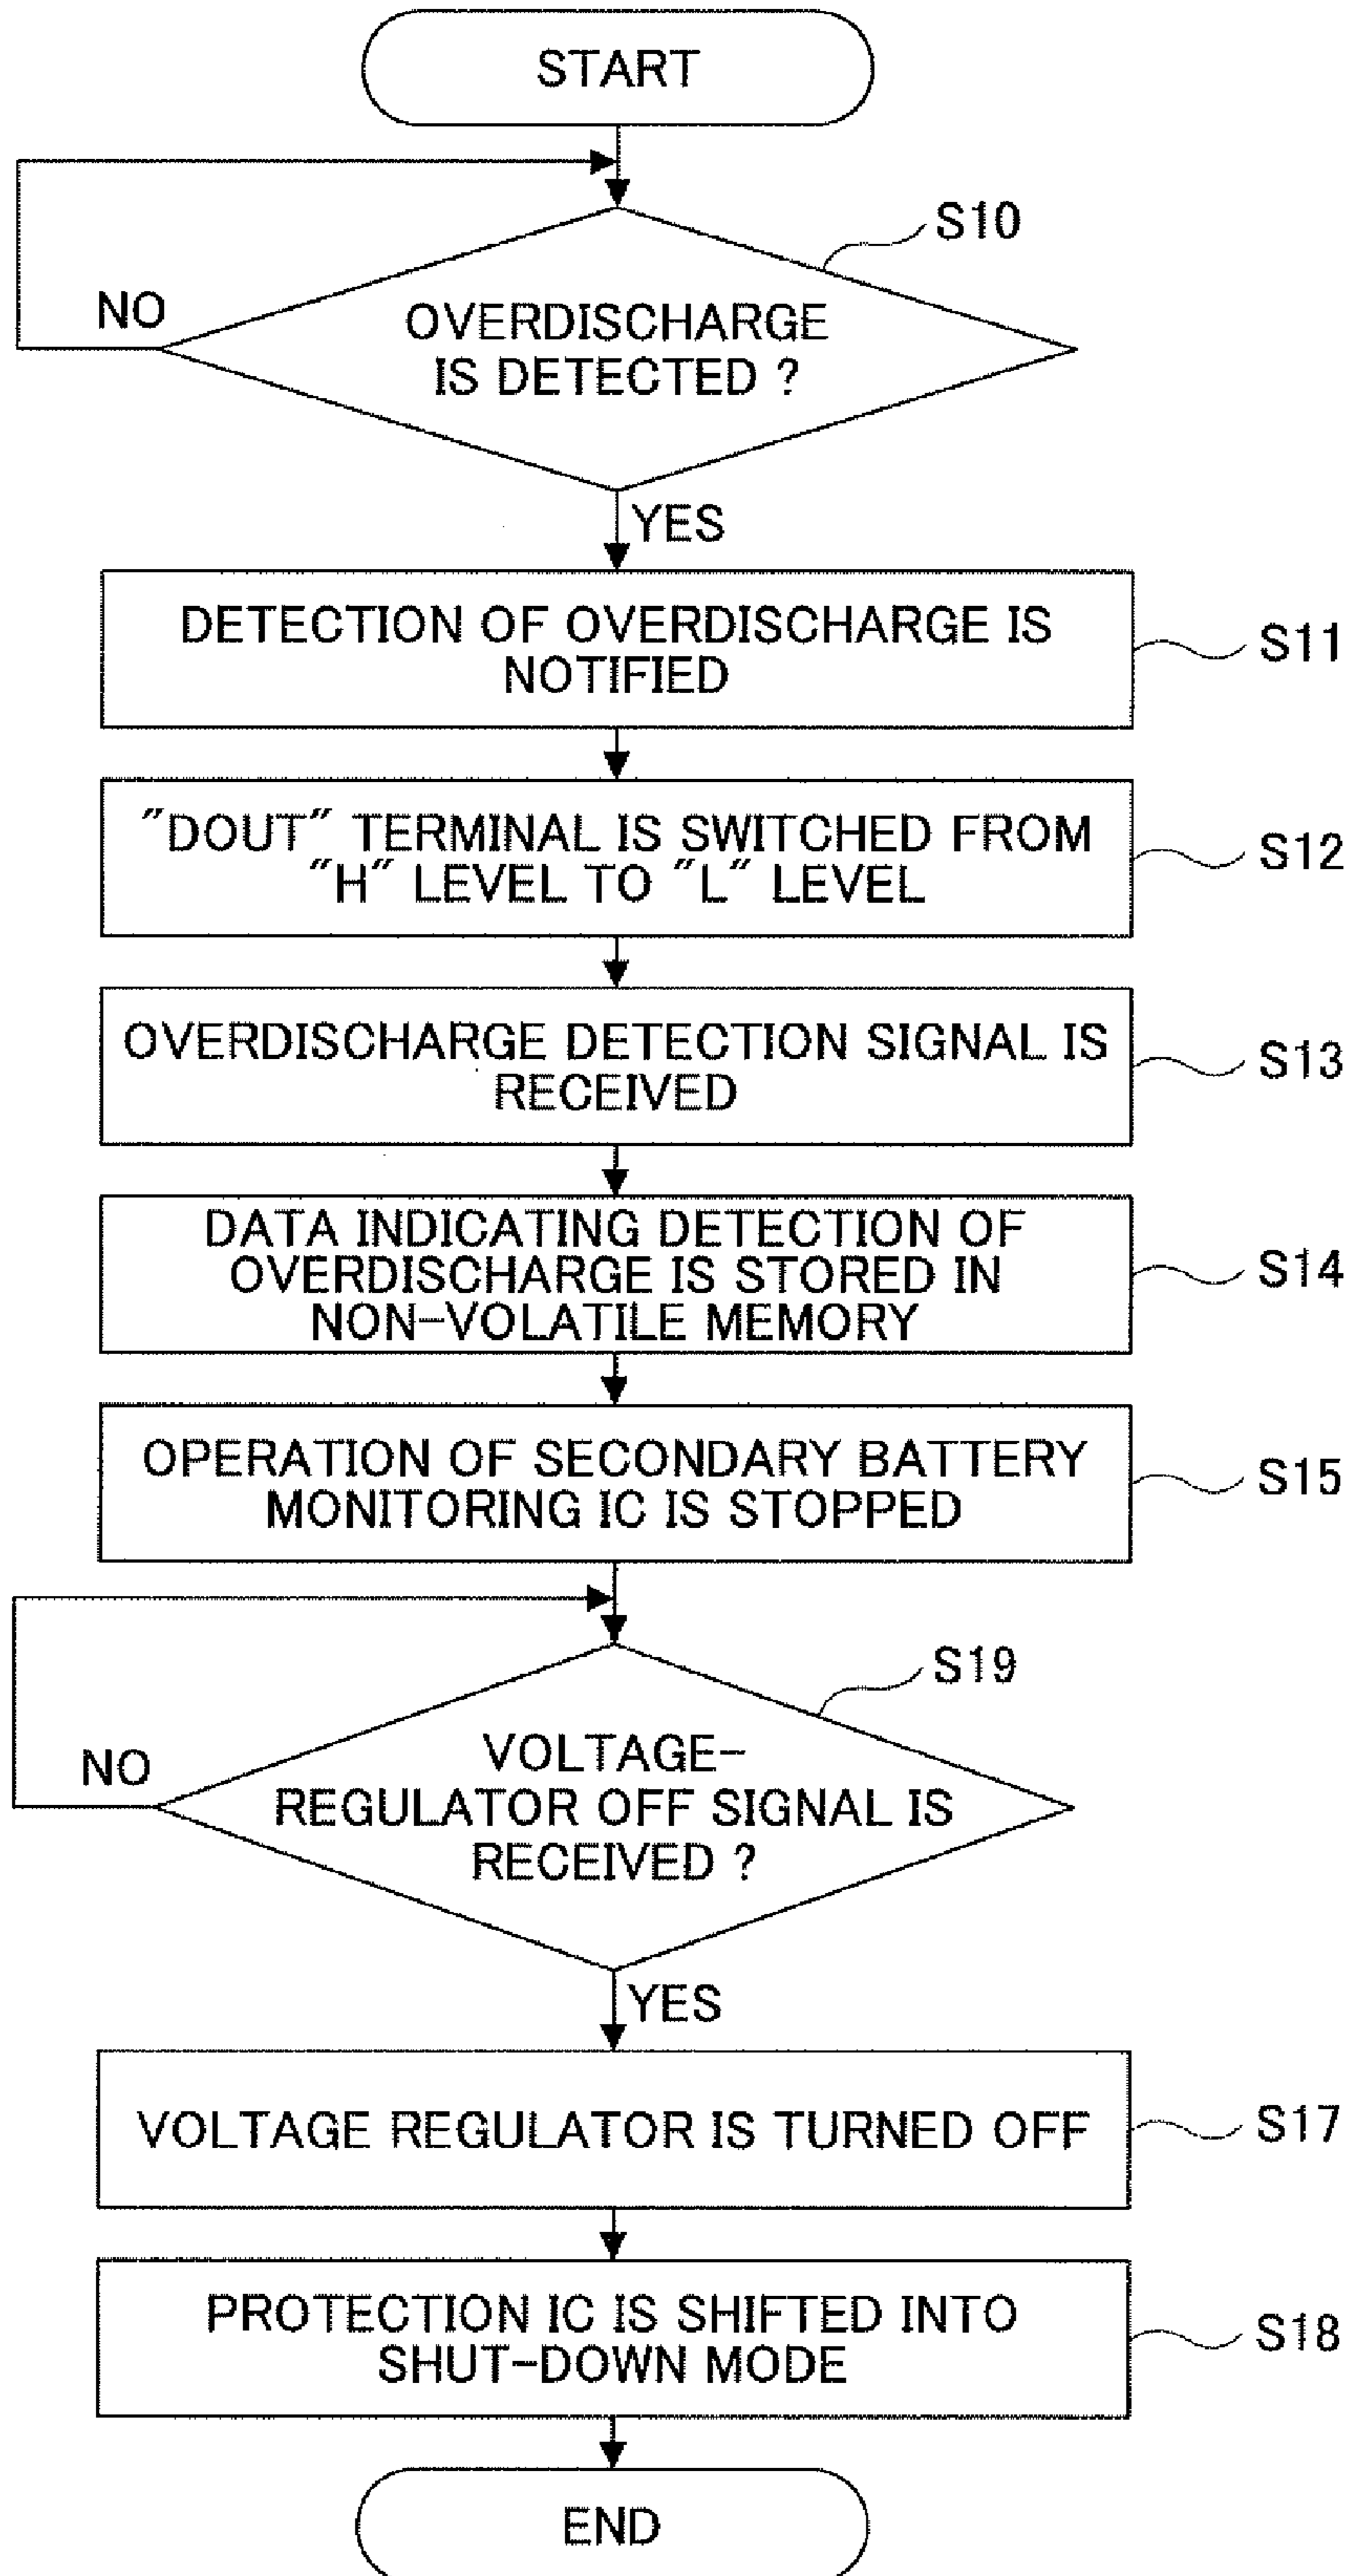 START
S10
NO
OVERDISCHARGE
IS DETECTED ?
YES
DETECTION OF OVERDISCHARGE IS
NOTIFIED
S11
"DOUT" TERMINAL IS SWITCHED FROM
"H" LEVEL TO "L" LEVEL
S12
OVERDISCHARGE DETECTION SIGNAL IS
RECEIVED
S13
DATA INDICATING DETECTION OF
OVERDISCHARGE IS STORED IN
NON-VOLATILE MEMORY
S14
OPERATION OF SECONDARY BATTERY
MONITORING IC IS STOPPED
S15
S19
NO
VOLTAGE-
REGULATOR OFF SIGNAL IS
RECEIVED ?
YES
VOLTAGE REGULATOR IS TURNED OFF
S17
PROTECTION IC IS SHIFTED INTO
SHUT-DOWN MODE
S18
END